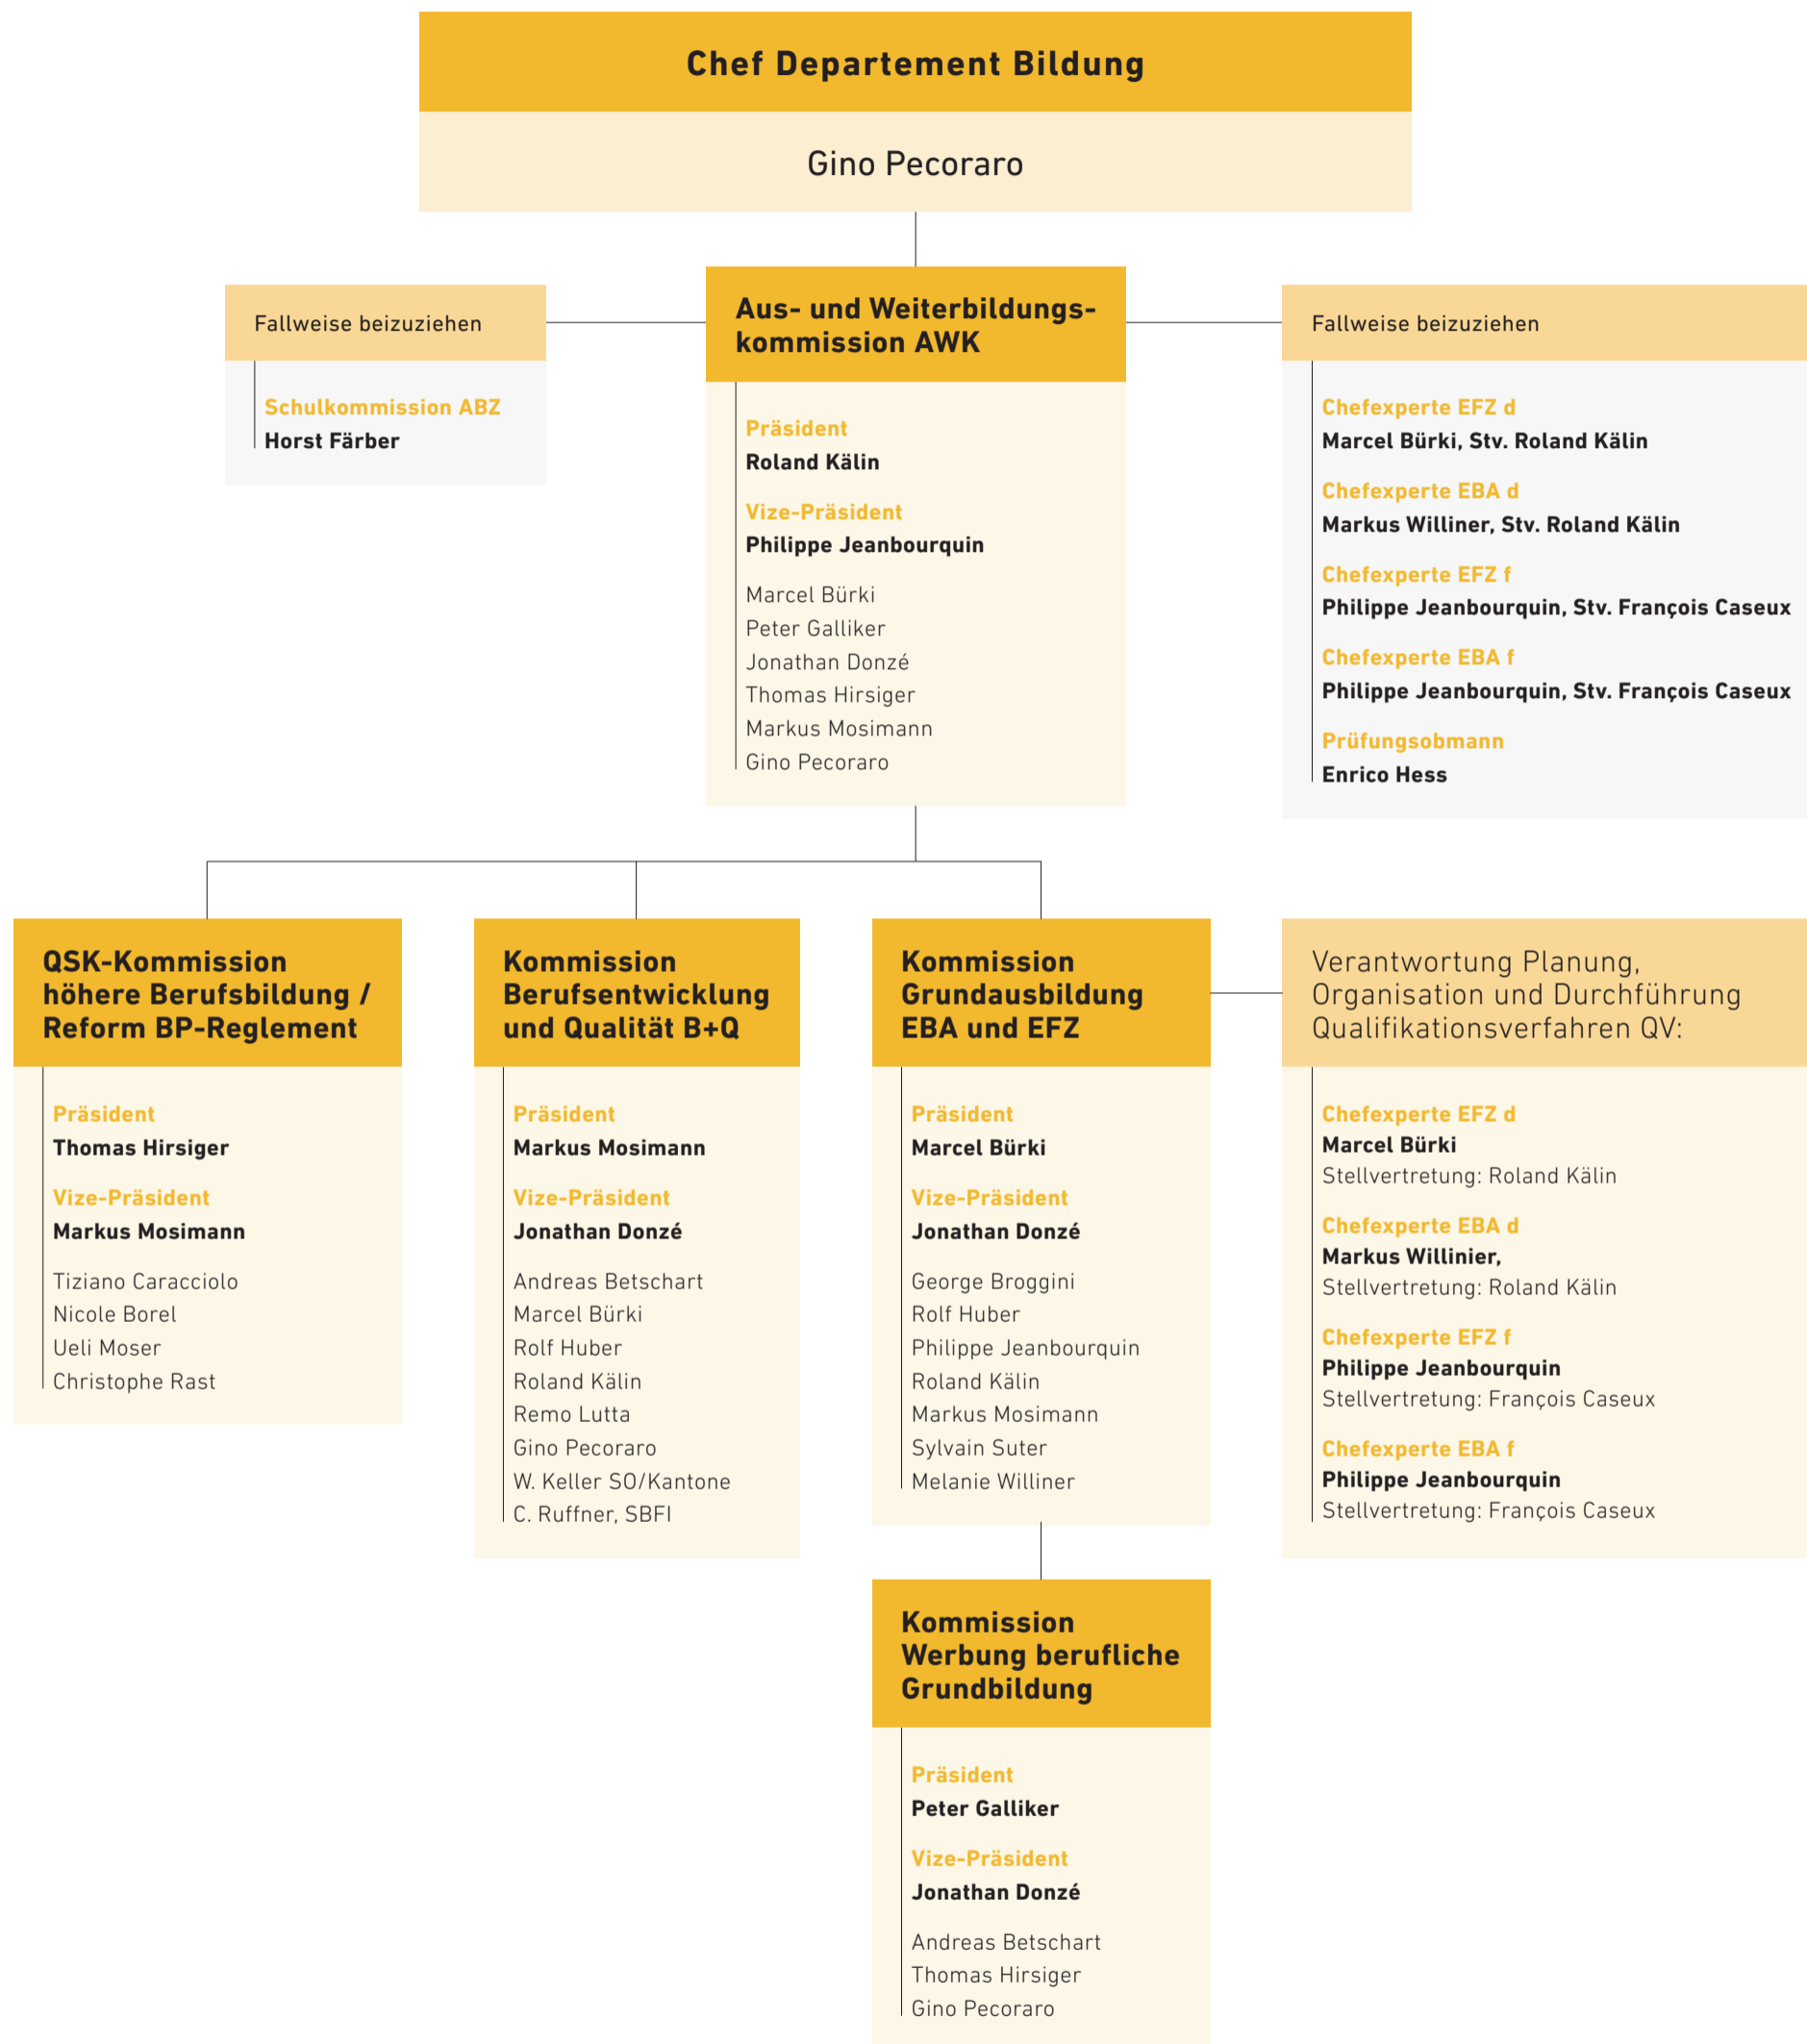 Chef Departement Bildung
Gino Pecoraro
Fallweise beizuziehen
Schulkommission ABZ
Horst Färber
Aus- und Weiterbildungs-
kommission AWK
Präsident
Roland Kälin
Vize-Präsident
Philippe Jeanbourquin
Marcel Bürki
Peter Galliker
Jonathan Donzé
Thomas Hirsiger
Markus Mosimann
Gino Pecoraro
Fallweise beizuziehen
Chefexperte EFZ d
Marcel Bürki, Stv. Roland Kälin
Chefexperte EBA d
Markus Williner, Stv. Roland Kälin
Chefexperte EFZ f
Philippe Jeanbourquin, Stv. François Caseux
Chefexperte EBA f
Philippe Jeanbourquin, Stv. François Caseux
Prüfungsobmann
Enrico Hess
QSK-Kommission
höhere Berufsbildung /
Reform BP-Reglement
Präsident
Thomas Hirsiger
Vize-Präsident
Markus Mosimann
Tiziano Caracciolo
Nicole Borel
Ueli Moser
Christophe Rast
Kommission
Berufsentwicklung
und Qualität B+Q
Präsident
Markus Mosimann
Vize-Präsident
Jonathan Donzé
Andreas Betschart
Marcel Bürki
Rolf Huber
Roland Kälin
Remo Lutta
Gino Pecoraro
W. Keller SO/Kantone
C. Ruffner, SBFI
Kommission
Grundausbildung
EBA und EFZ
Präsident
Marcel Bürki
Vize-Präsident
Jonathan Donzé
George Broggini
Rolf Huber
Philippe Jeanbourquin
Roland Kälin
Markus Mosimann
Sylvain Suter
Melanie Williner
Verantwortung Planung,
Organisation und Durchführung
Qualifikationsverfahren QV:
Chefexperte EFZ d
Marcel Bürki
Stellvertretung: Roland Kälin
Chefexperte EBA d
Markus Willinier,
Stellvertretung: Roland Kälin
Chefexperte EFZ f
Philippe Jeanbourquin
Stellvertretung: François Caseux
Chefexperte EBA f
Philippe Jeanbourquin
Stellvertretung: François Caseux
Kommission
Werbung berufliche
Grundbildung
Präsident
Peter Galliker
Vize-Präsident
Jonathan Donzé
Andreas Betschart
Thomas Hirsiger
Gino Pecoraro